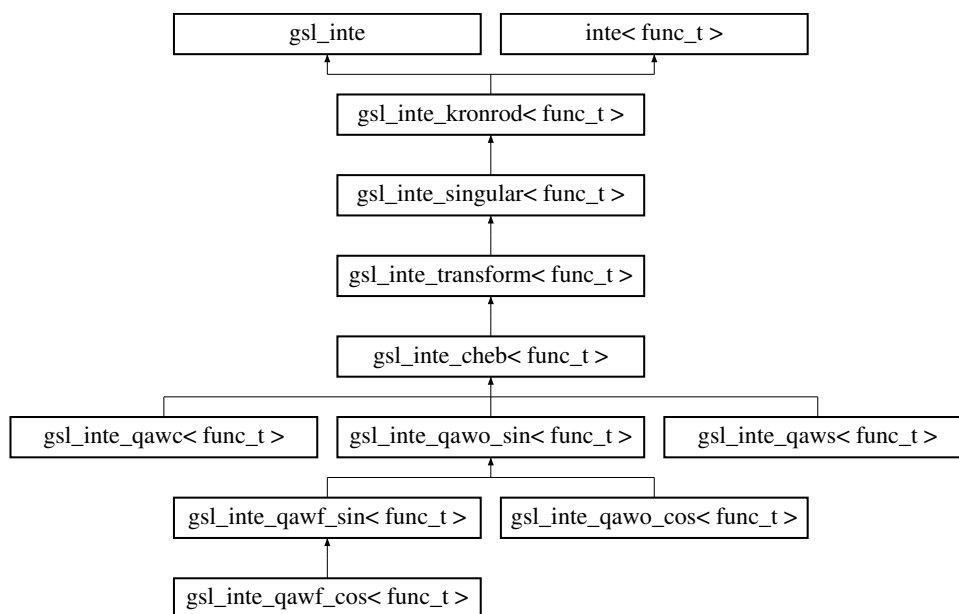 gsl_inte
inte< func_t >
gsl_inte_kronrod< func_t >
gsl_inte_singular< func_t >
gsl_inte_transform< func_t >
gsl_inte_cheb< func_t >
gsl_inte_qawc< func_t >
gsl_inte_qawo_sin< func_t >
gsl_inte_qaws< func_t >
gsl_inte_qawf_sin< func_t >
gsl_inte_qawo_cos< func_t >
gsl_inte_qawf_cos< func_t >